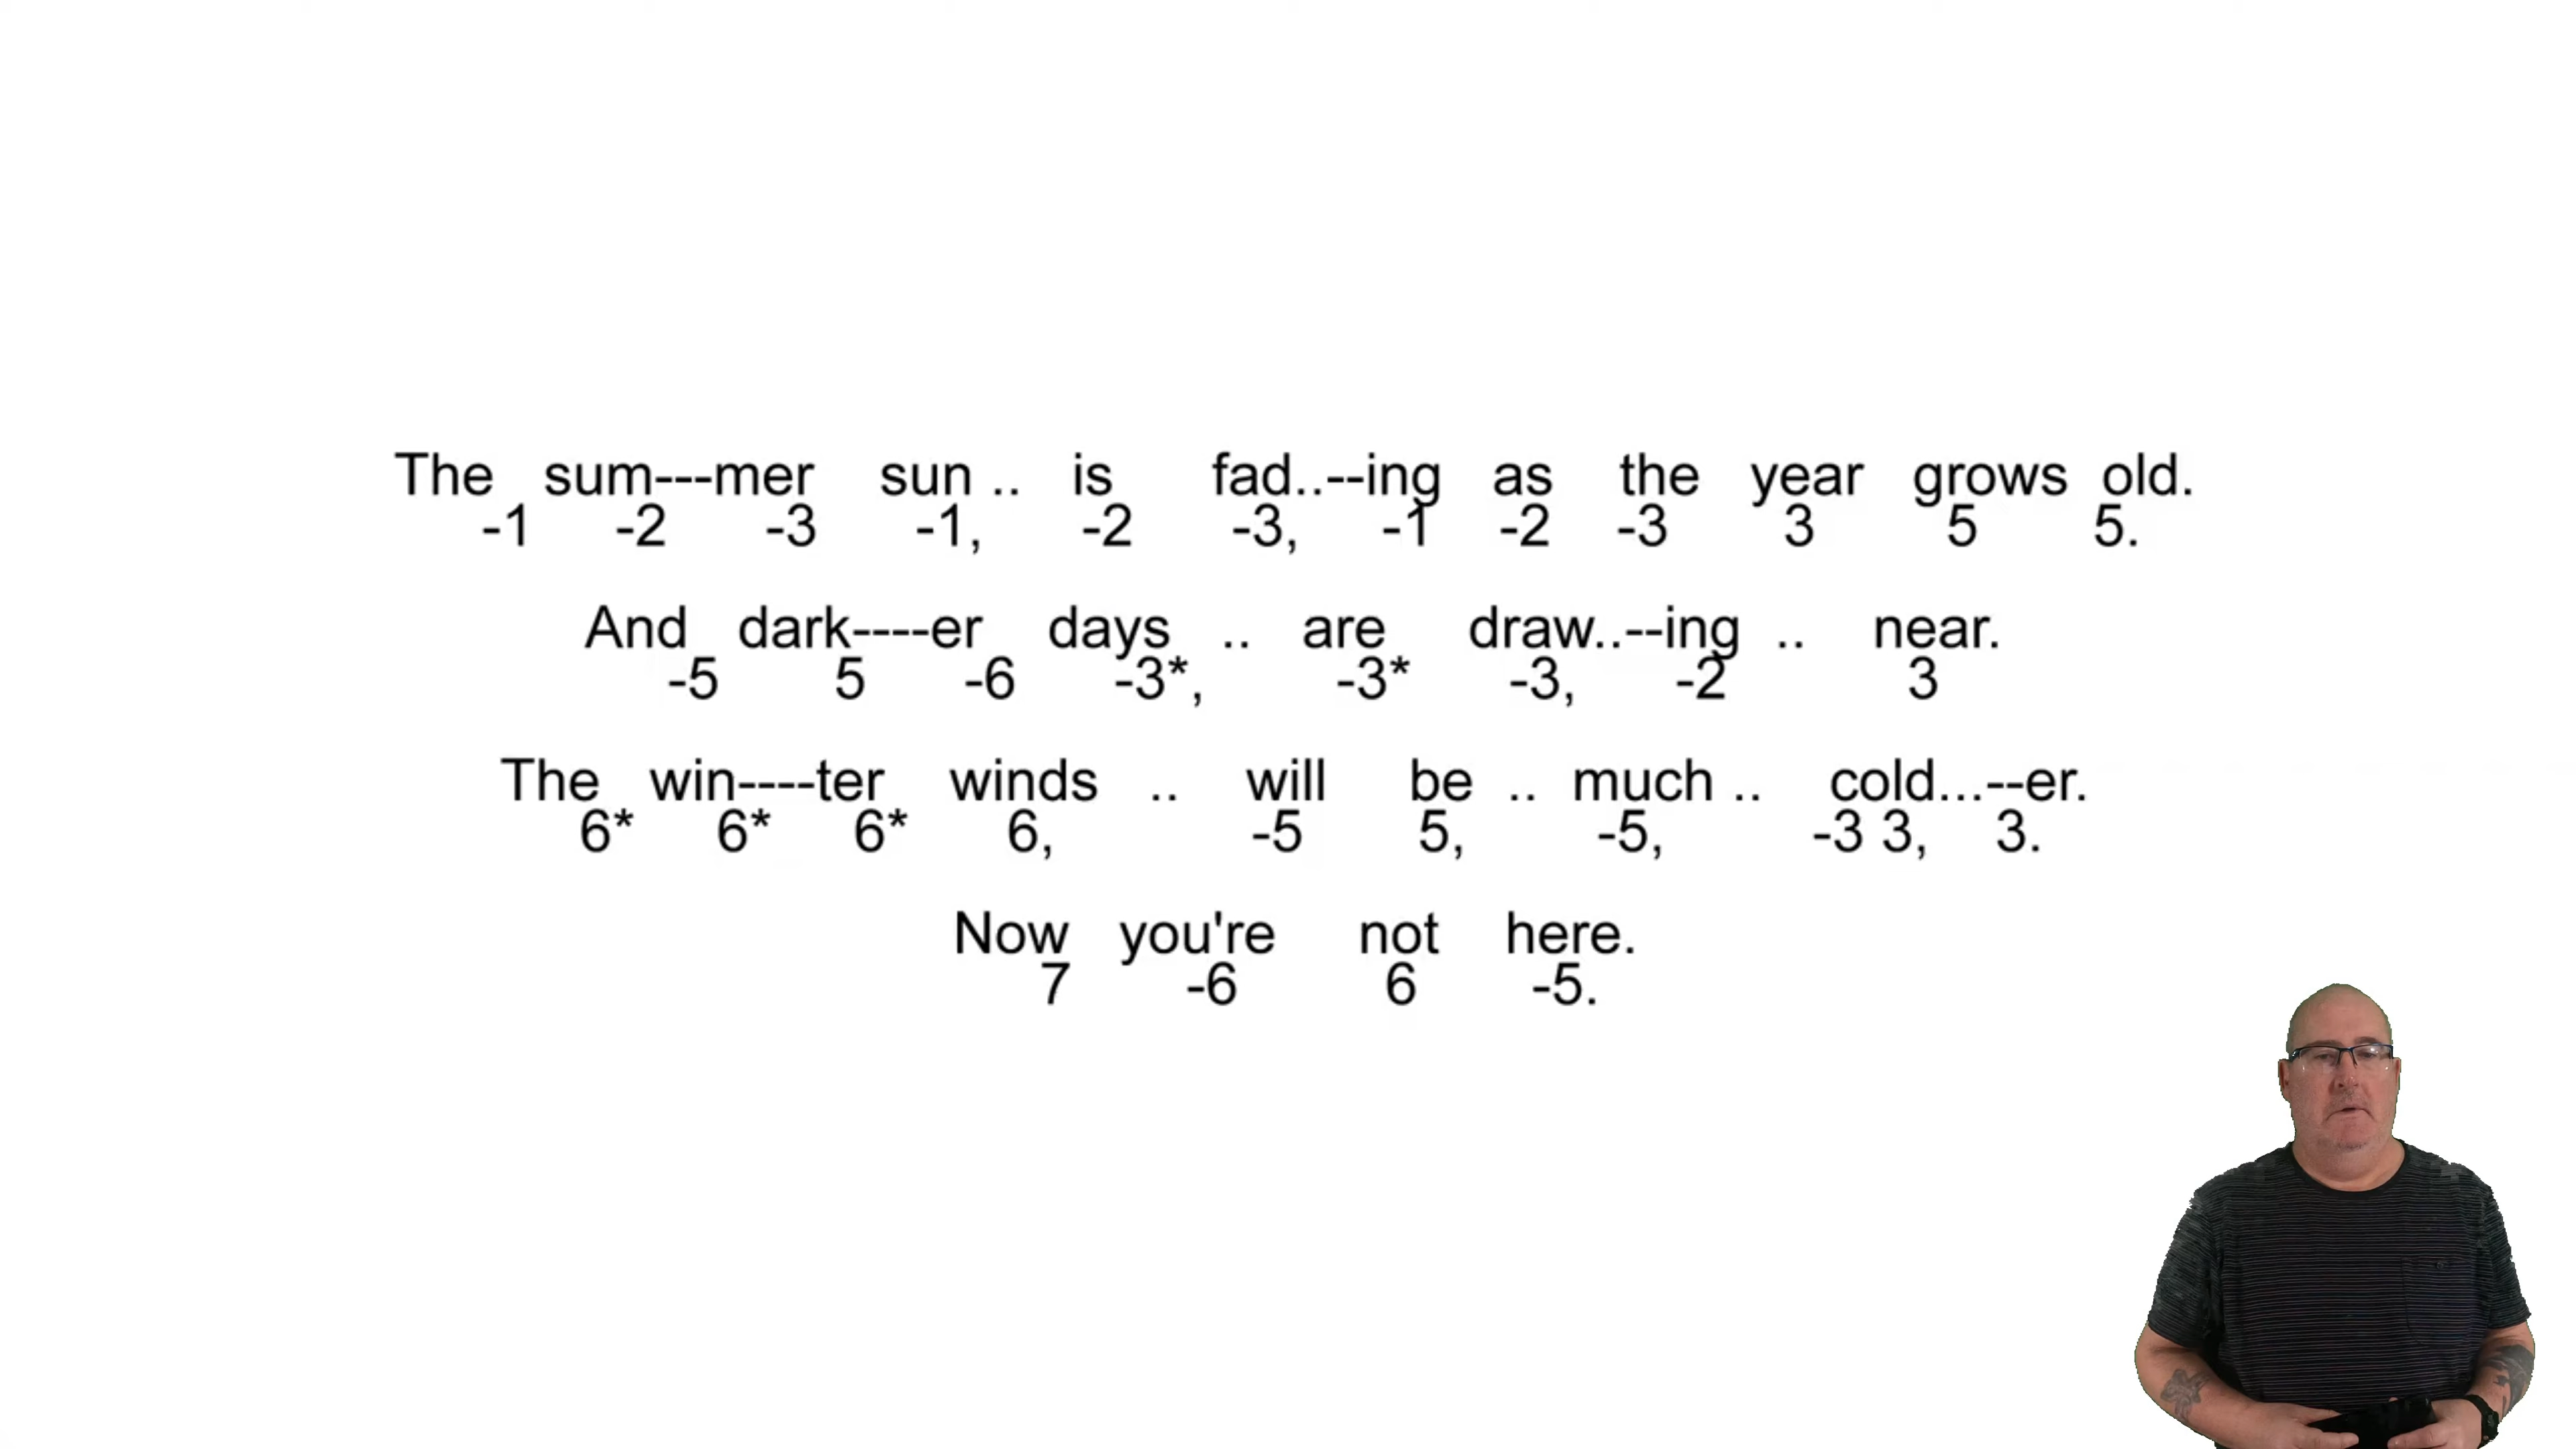 The sum---mer sun .. is fad..--ing as the year grows old.
-1 -2 -3 -1, -2 -3, -1 -2 -3 3 5 5.
And dark----er days .. are draw..--ing .. near.
-5 5 -6 -3*, -3* -3, -2 3
The win----ter winds .. will be .. much .. cold...--er.
6* 6* 6* 6, -5 5, -5, -3 3, 3.
Now you're not here.
7 -6 6 -5.